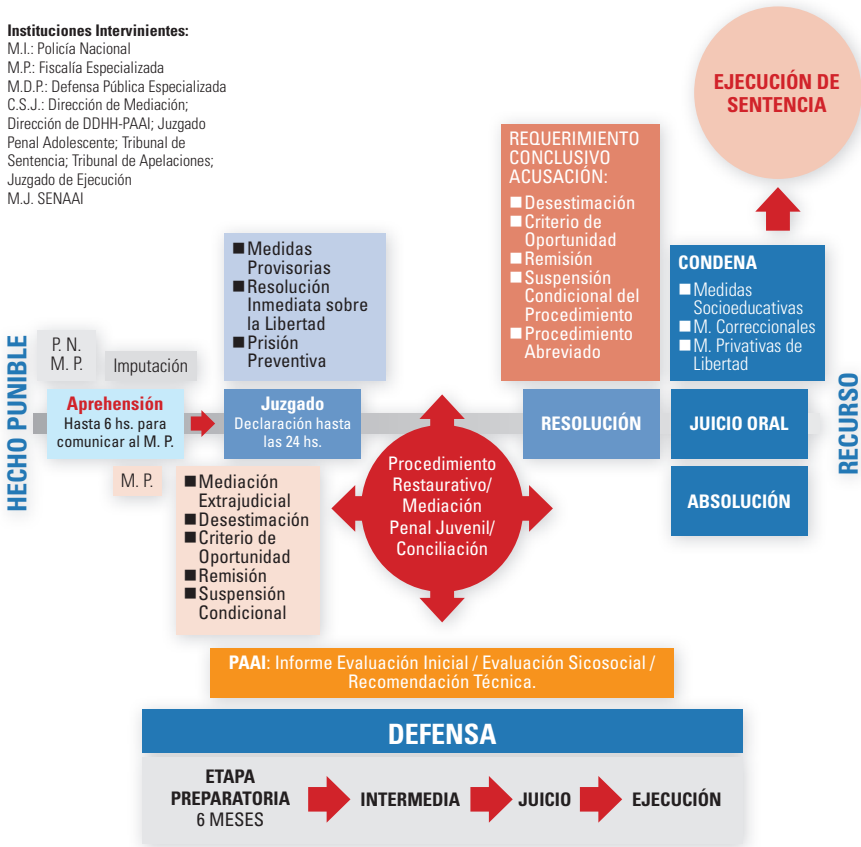 Instituciones Intervinientes:
M.I.: Policía Nacional
M.P.: Fiscalía Especializada
M.D.P.: Defensa Pública Especializada
C.S.J.: Dirección de Mediación;
Dirección de DDHH-PAAI; Juzgado
Penal Adolescente; Tribunal de
Sentencia; Tribunal de Apelaciones;
Juzgado de Ejecución
M.J. SENAAI
EJECUCIÓN DE
SENTENCIA
REQUERIMIENTO
CONCLUSIVO
ACUSACIÓN:
Desestimación
Criterio de
Oportunidad
Remisión
Suspensión
Condicional del
Procedimiento
Procedimiento
Abreviado
CONDENA
Medidas
Socioeducativas
M. Correccionales
M. Privativas de
Libertad
Medidas
Provisorias
Resolución
Inmediata sobre
la Libertad
Prisión
Preventiva
HECHO PUNIBLE
P. N.
M. P.
Imputación
Aprehensión
Hasta 6 hs. para
comunicar al M. P.
Juzgado
Declaración hasta
las 24 hs.
RESOLUCIÓN
JUICIO ORAL
RECURSO
M. P.
Mediación
Extrajudicial
Desestimación
Criterio de
Oportunidad
Remisión
Suspensión
Condicional
Procedimiento
Restaurativo/
Mediación
Penal Juvenil/
Conciliación
ABSOLUCIÓN
PAAI: Informe Evaluación Inicial / Evaluación Sicosocial /
Recomendación Técnica.
DEFENSA
ETAPA
PREPARATORIA
6 MESES
INTERMEDIA
JUICIO
EJECUCIÓN